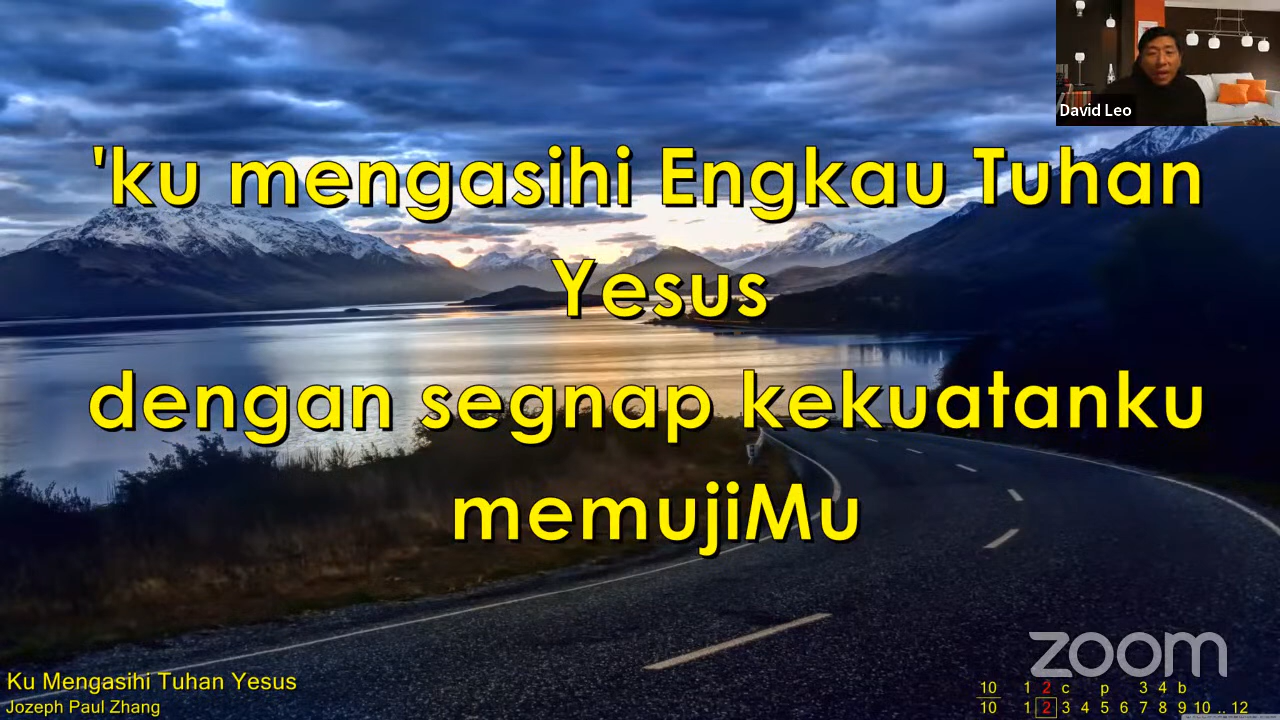 David Leo
'ku mengasihi Engkau Tuhan
Yesus
dengan segnap kekuatanku
memujiMu
zoom
Ku Mengasihi Tuhan Yesus
Jozeph Paul Zhang
10 1 2 c p 3 4 b
10 1 2 3 4 5 6 7 8 9 10 .. 12